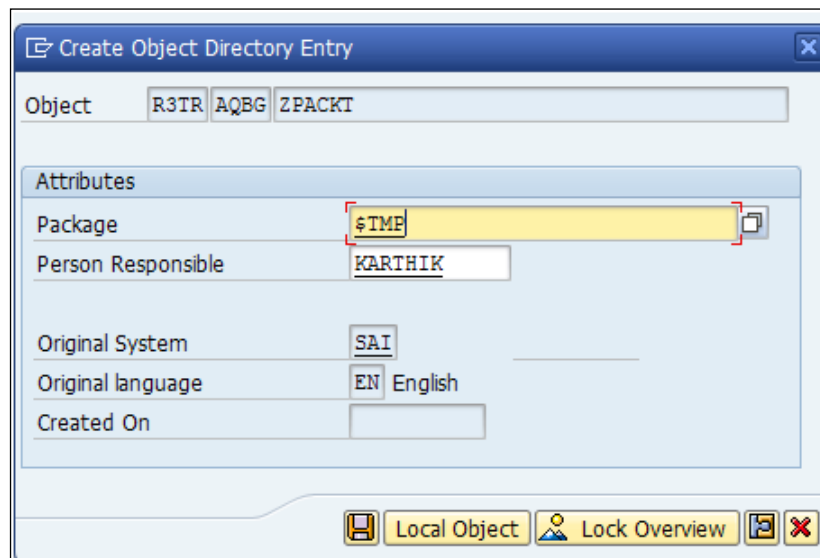 Create Object Directory Entry
Object R3TR AQBG ZPACKT
Attributes
Package $TMP
Person Responsible KARTHIK
Original System SAI
Original language EN English
Created On
Local Object Lock Overview